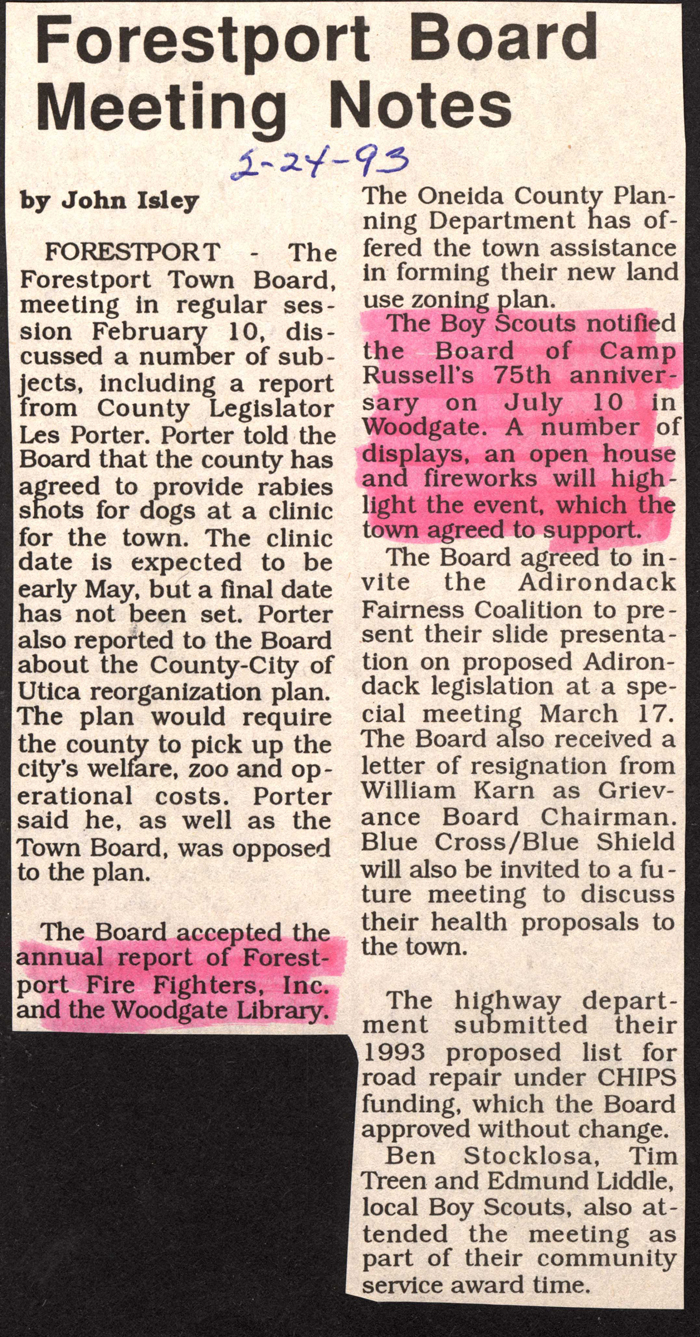 Forestport Board
Meeting Notes
2-24-93
by John Isley
FORESTPORT - The
Forestport Town Board,
meeting in regular ses-
sion February 10, dis-
cussed a number of sub-
jects, including a report
from County Legislator
Les Porter. Porter told the
Board that the county has
agreed to provide rabies
shots for dogs at a clinic
for the town. The clinic
date is expected to be
early May, but a final date
has not been set. Porter
also reported to the Board
about the County-City of
Utica reorganization plan.
The plan would require
the county to pick up the
city's welfare, zoo and op-
erational costs. Porter
said he, as well as the
Town Board, was opposed
to the plan.
The Board accepted the
annual report of Forest-
port Fire Fighters, Inc.
and the Woodgate Library.
The Oneida County Plan-
ning Department has of-
fered the town assistance
in forming their new land
use zoning plan.
The Boy Scouts notified
the Board of Camp
Russell's 75th anniver-
sary on July 10 in
Woodgate. A number of
displays, an open house
and fireworks will high-
light the event, which the
town agreed to support.
The Board agreed to in-
vite the Adirondack
Fairness Coalition to pre-
sent their slide presenta-
tion on proposed Adiron-
dack legislation at a spe-
cial meeting March 17.
The Board also received a
letter of resignation from
William Karn as Griev-
ance Board Chairman.
Blue Cross/Blue Shield
will also be invited to a fu-
ture meeting to discuss
their health proposals to
the town.
The highway depart-
ment submitted their
1993 proposed list for
road repair under CHIPS
funding, which the Board
approved without change.
Ben Stocklosa, Tim
Treen and Edmund Liddle,
local Boy Scouts, also at-
tended the meeting as
part of their community
service award time.